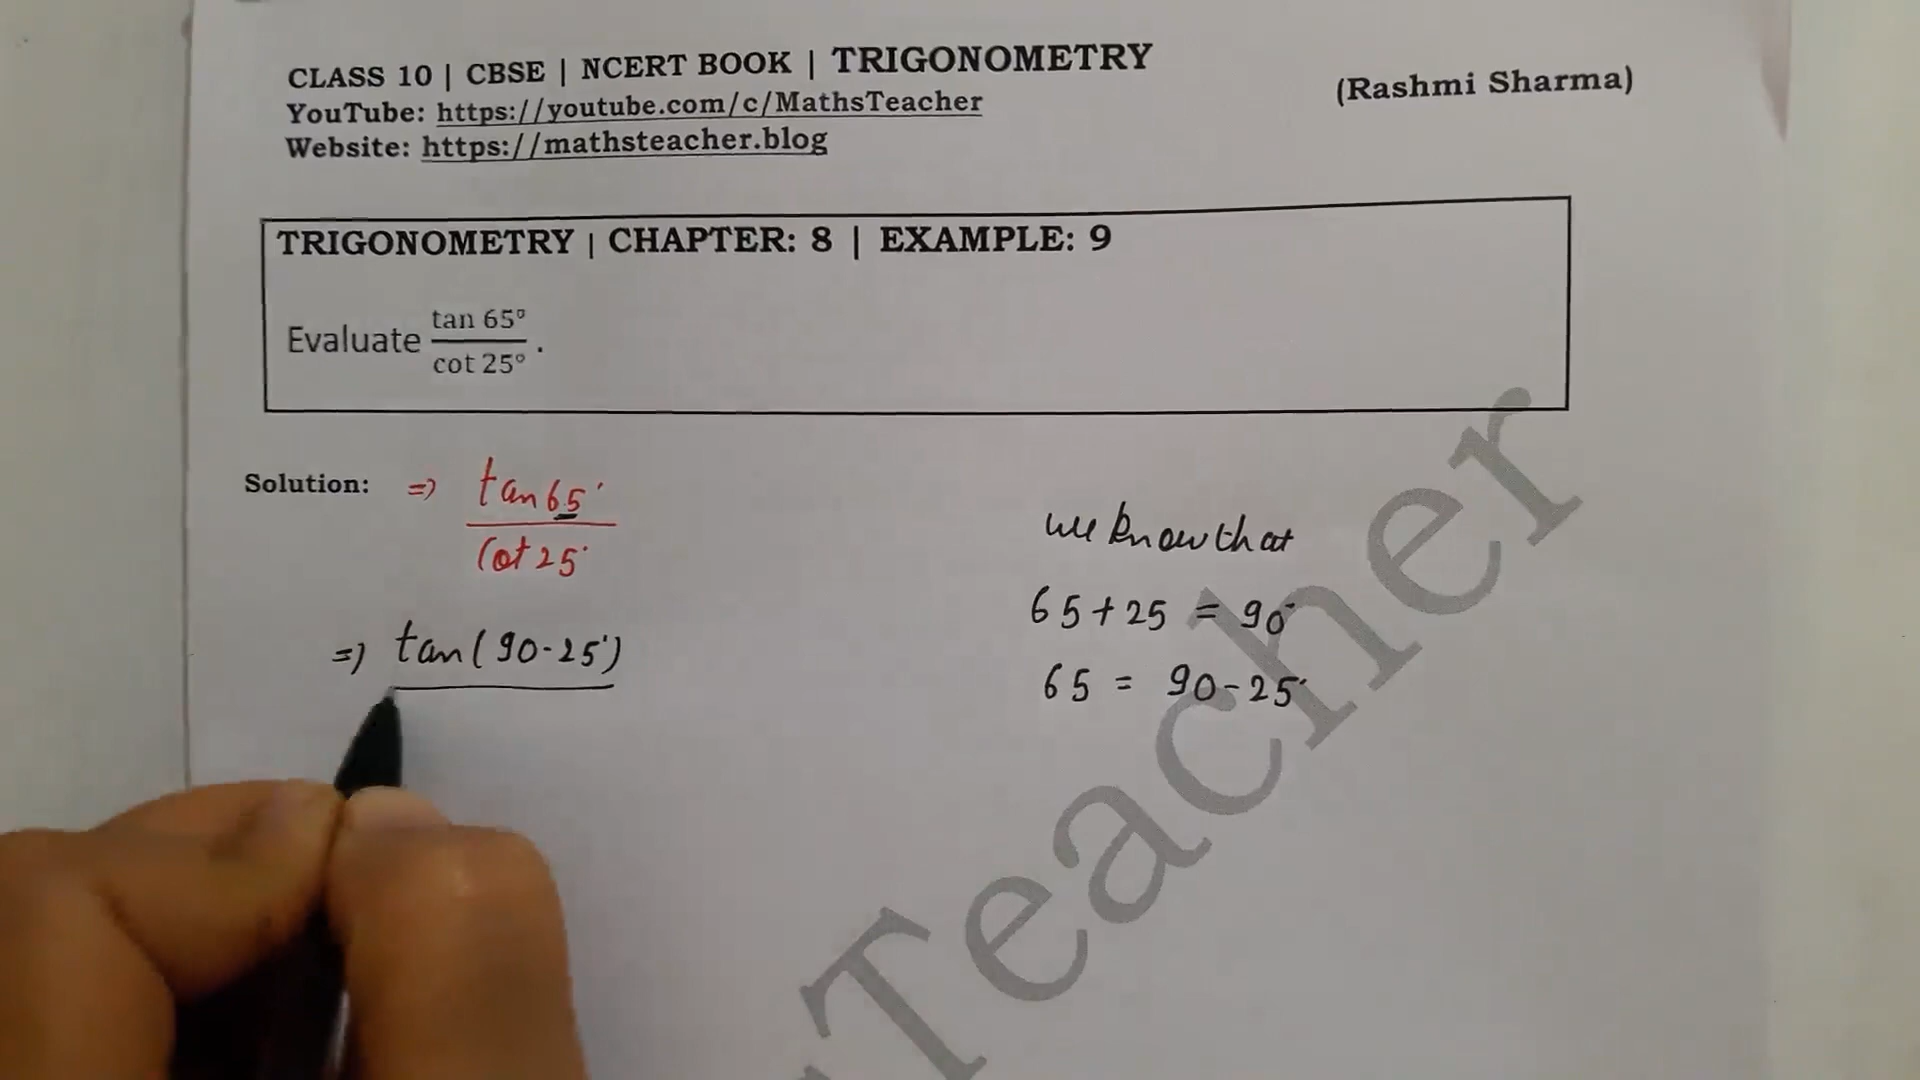 CLASS 10 | CBSE | NCERT BOOK | TRIGONOMETRY
(Rashmi Sharma)
YouTube: https://youtube.com/c/MathsTeacher
Website: https://mathsteacher.blog
TRIGONOMETRY | CHAPTER: 8 | EXAMPLE: 9
Evaluate tan 65° / cot 25° .
Solution: => tan 65° / Cot 25°
=> tan(90-25°)
we know that
65+25 = 90°
65 = 90-25°
Teacher